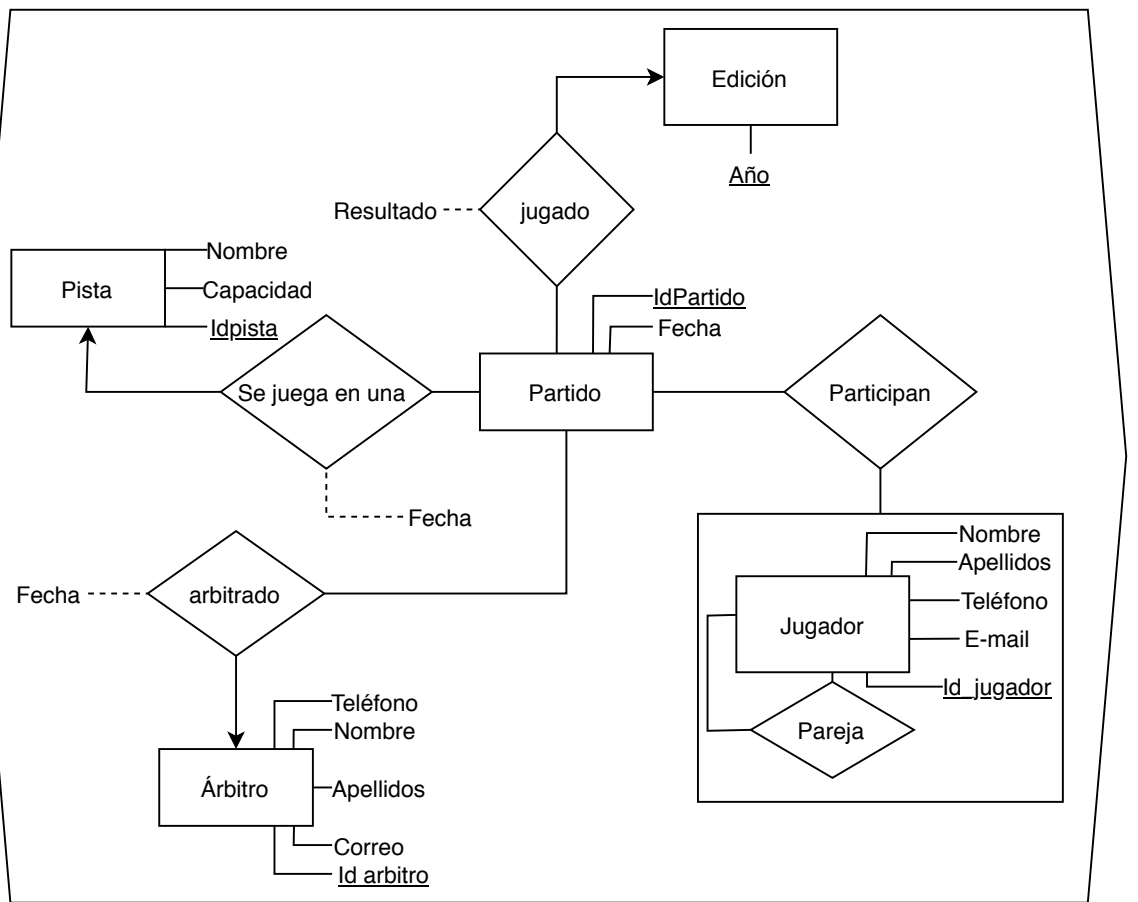 Edición
Año
Resultado
jugado
Nombre
Pista
Capacidad
Idpista
IdPartido
Fecha
Se juega en una
Partido
Participan
Fecha
Fecha
arbitrado
Nombre
Apellidos
Teléfono
Jugador
E-mail
Id_jugador
Pareja
Teléfono
Nombre
Árbitro
Apellidos
Correo
Id arbitro